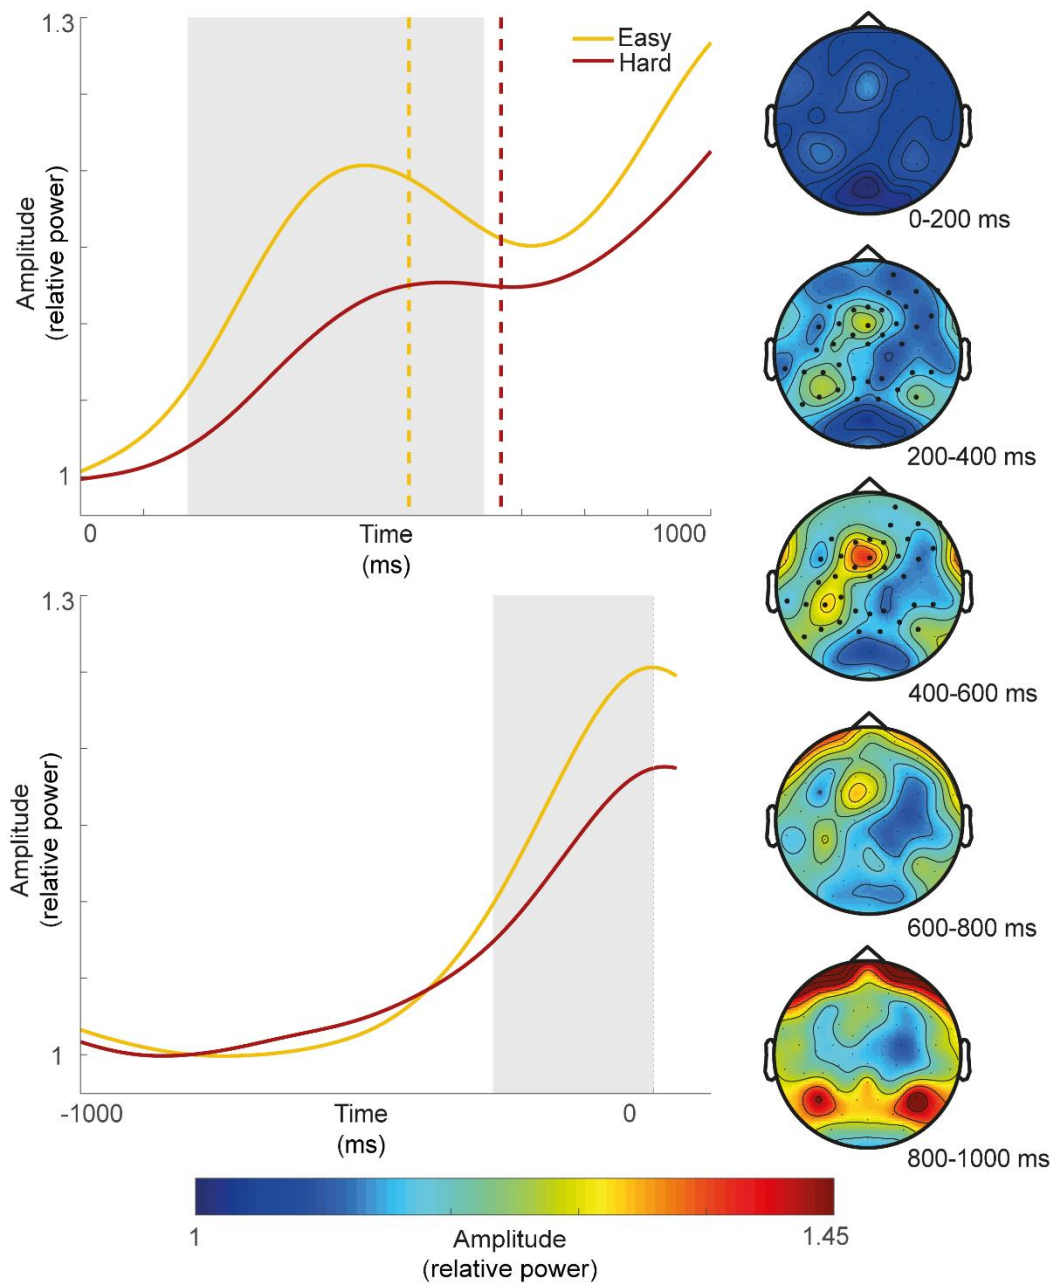 1.3
Easy
Hard
Amplitude
(relative power)
1
0
Time
1000
(ms)
0-200 ms
200-400 ms
400-600 ms
600-800 ms
800-1000 ms
1.3
Amplitude
(relative power)
1
-1000
Time
0
(ms)
1
Amplitude
1.45
(relative power)